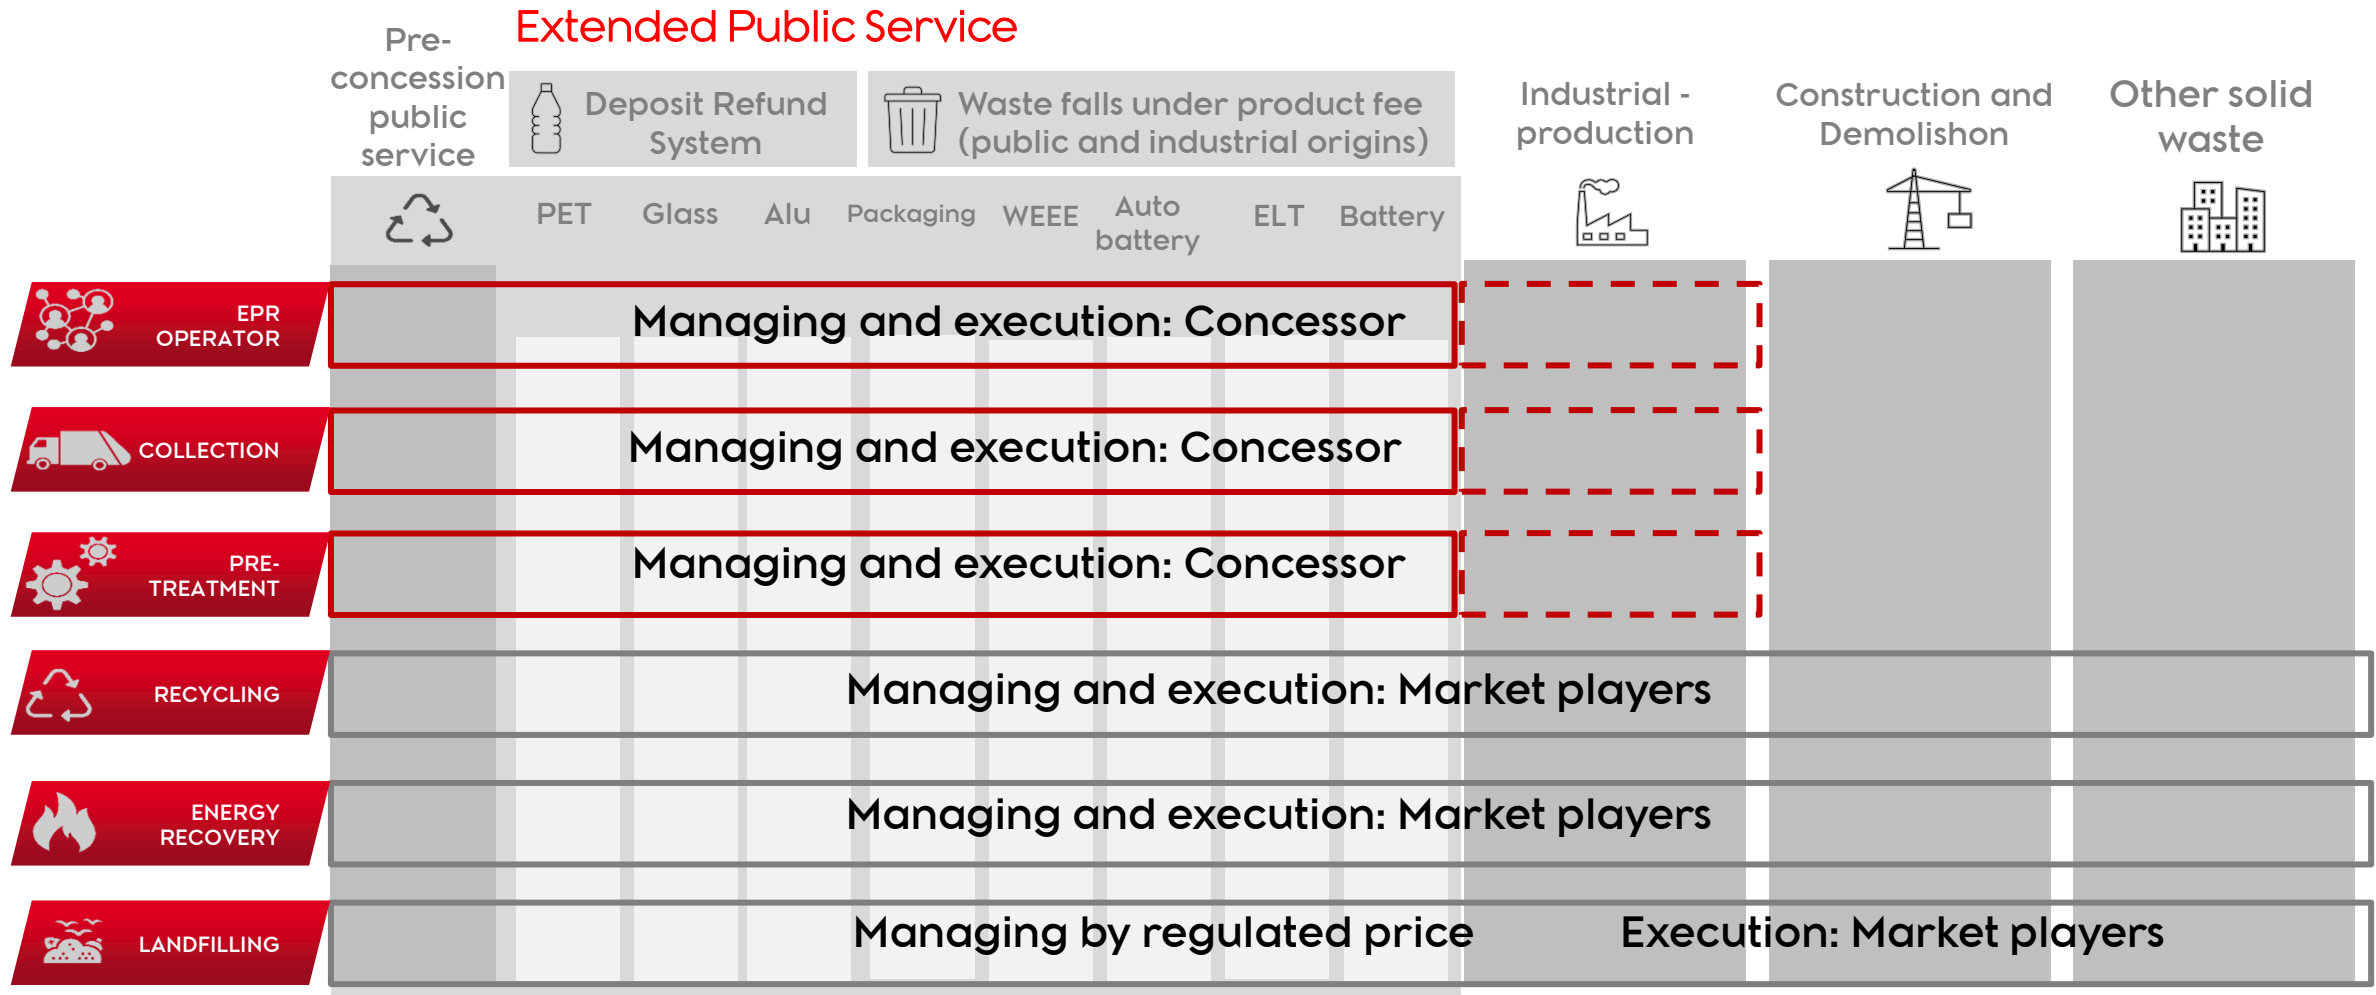 Extended Public Service
Pre-
concession
public
service
Deposit Refund
System
Waste falls under product fee
(public and industrial origins)
Industrial -
production
Construction and
Demolishon
Other solid
waste
PET
Glass
Alu
Packaging
WEEE
Auto
battery
ELT
Battery
EPR
OPERATOR
Managing and execution: Concessor
COLLECTION
Managing and execution: Concessor
PRE-
TREATMENT
Managing and execution: Concessor
RECYCLING
Managing and execution: Market players
ENERGY
RECOVERY
Managing and execution: Market players
LANDFILLING
Managing by regulated price
Execution: Market players